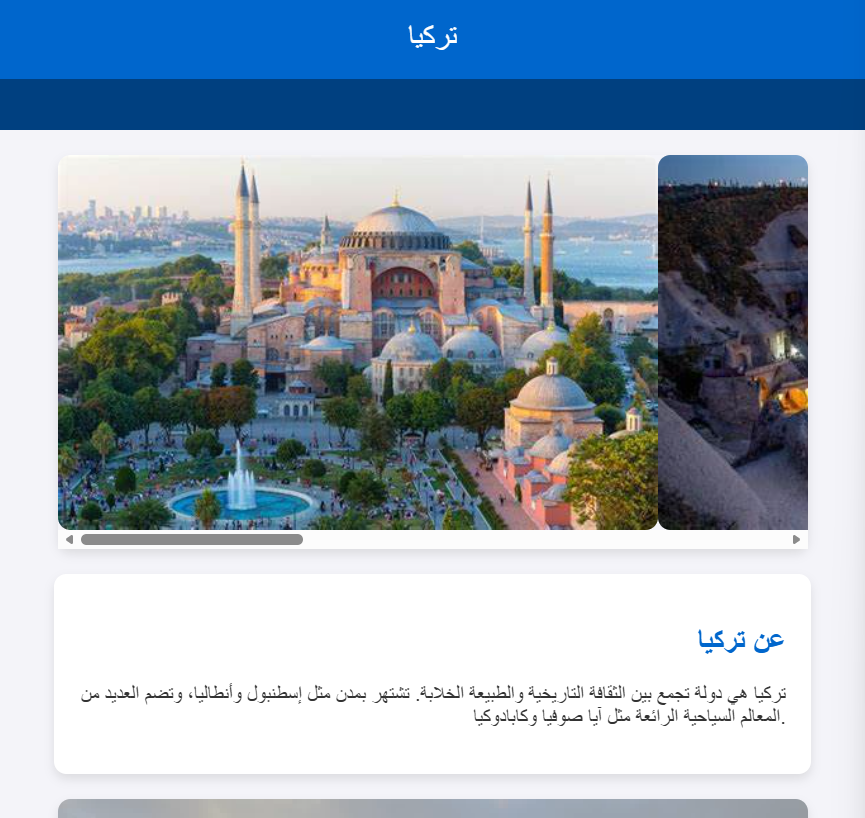 تركيا
عن تركيا
تركيا هي دولة تجمع بين الثقافة التاريخية والطبيعة الخلابة. تشتهر بمدن مثل إسطنبول وأنطاليا، وتضم العديد من
.المعالم السياحية الرائعة مثل آيا صوفيا وكابادوكيا